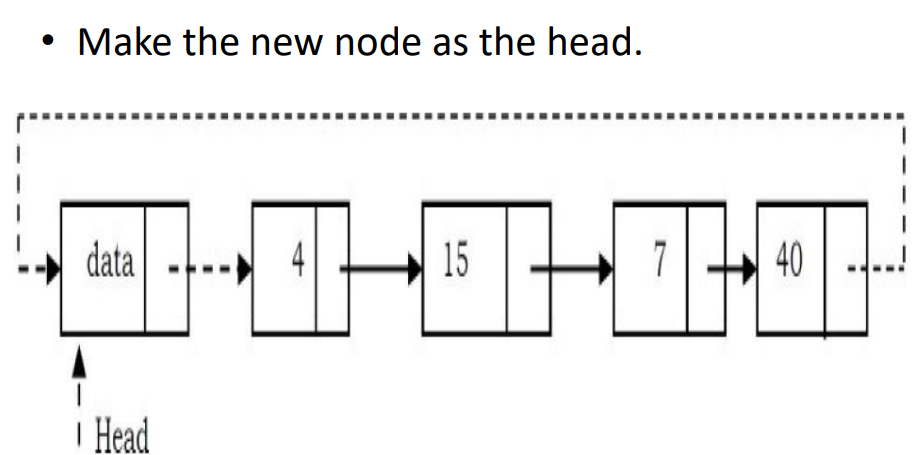 • Make the new node as the head.
data 4 15 7 40
Head